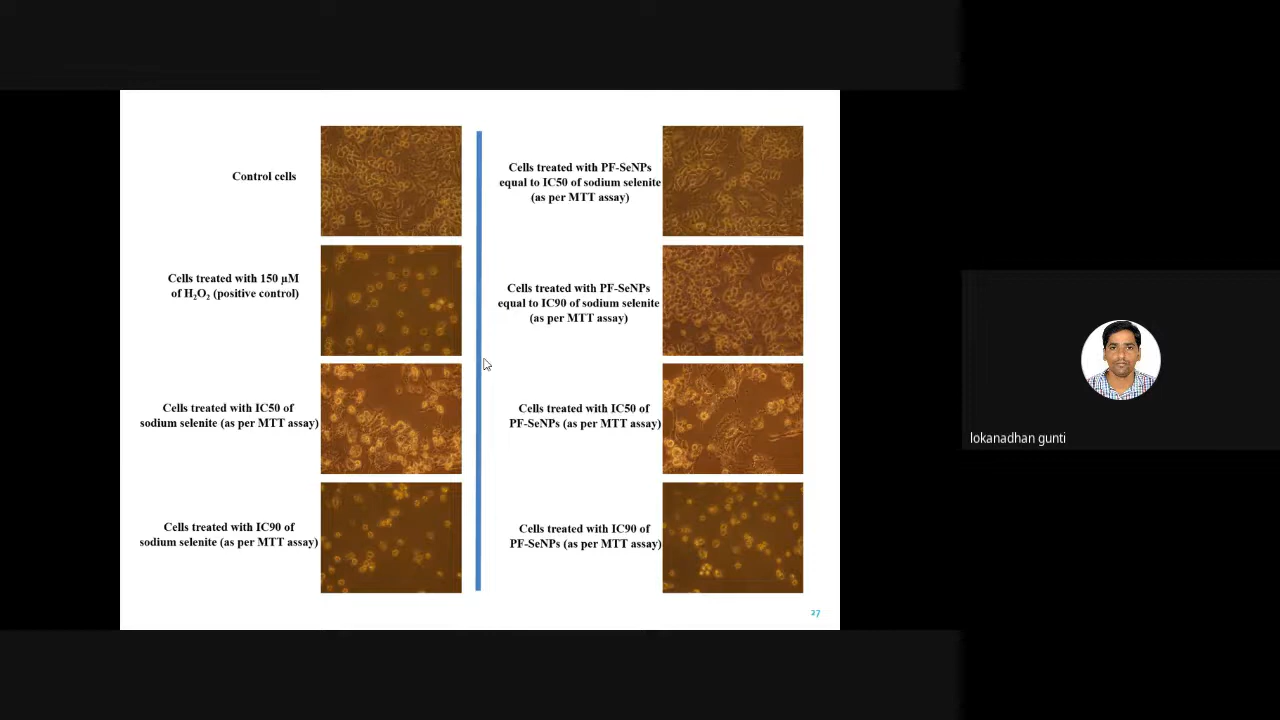 Control cells
Cells treated with 150 µM
of H₂O₂ (positive control)
Cells treated with IC50 of
sodium selenite (as per MTT assay)
Cells treated with IC90 of
sodium selenite (as per MTT assay)
Cells treated with PF-SeNPs
equal to IC50 of sodium selenite
(as per MTT assay)
Cells treated with PF-SeNPs
equal to IC90 of sodium selenite
(as per MTT assay)
Cells treated with IC50 of
PF-SeNPs (as per MTT assay)
Cells treated with IC90 of
PF-SeNPs (as per MTT assay)
27
lokanadhan gunti